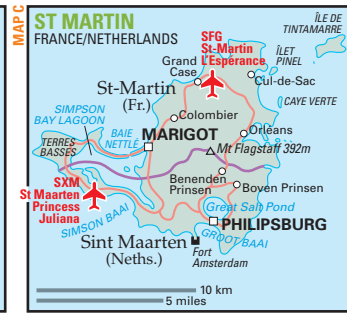 MAP C
ST MARTIN
FRANCE/NETHERLANDS
ÎLE DE
TINTAMARRE
SFG
St-Martin
L'Espérance
ÎLET
PINEL
Grand
Case
Cul-de-Sac
St-Martin
(Fr.)
CAYE VERTE
SIMPSON
BAY LAGOON
Colombier
BAIE
NETTLÉ
MARIGOT
Orléans
TERRES
BASSES
Mt Flagstaff 392m
SXM
St Maarten
Princess
Juliana
Benenden
Prinsen
Boven Prinsen
SIMSON BAAI
Great Salt Pond
PHILIPSBURG
Sint Maarten
(Neths.)
GROOT BAAI
Fort
Amsterdam
10 km
5 miles